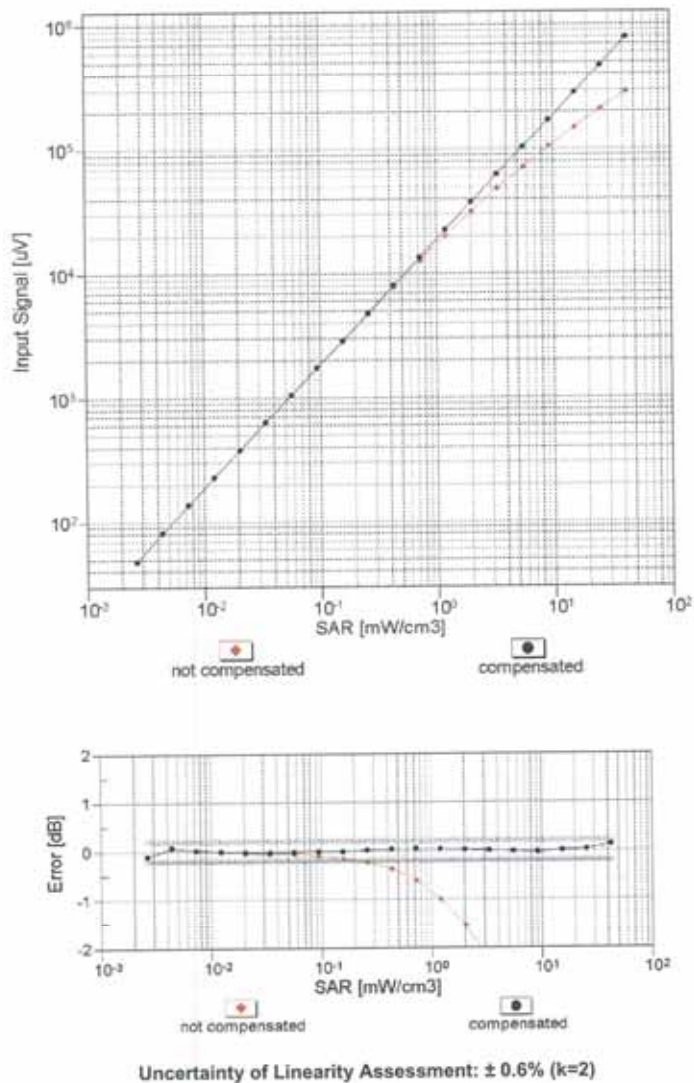 10⁶
10⁵
10⁴
10³
10²
Input Signal [uV]
10⁻³ 10⁻² 10⁻¹ 10⁰ 10¹ 10²
SAR [mW/cm3]
not compensated compensated
2
1
0
-1
-2
Error [dB]
10⁻³ 10⁻² 10⁻¹ 10⁰ 10¹ 10²
SAR [mW/cm3]
not compensated compensated
Uncertainty of Linearity Assessment: ± 0.6% (k=2)